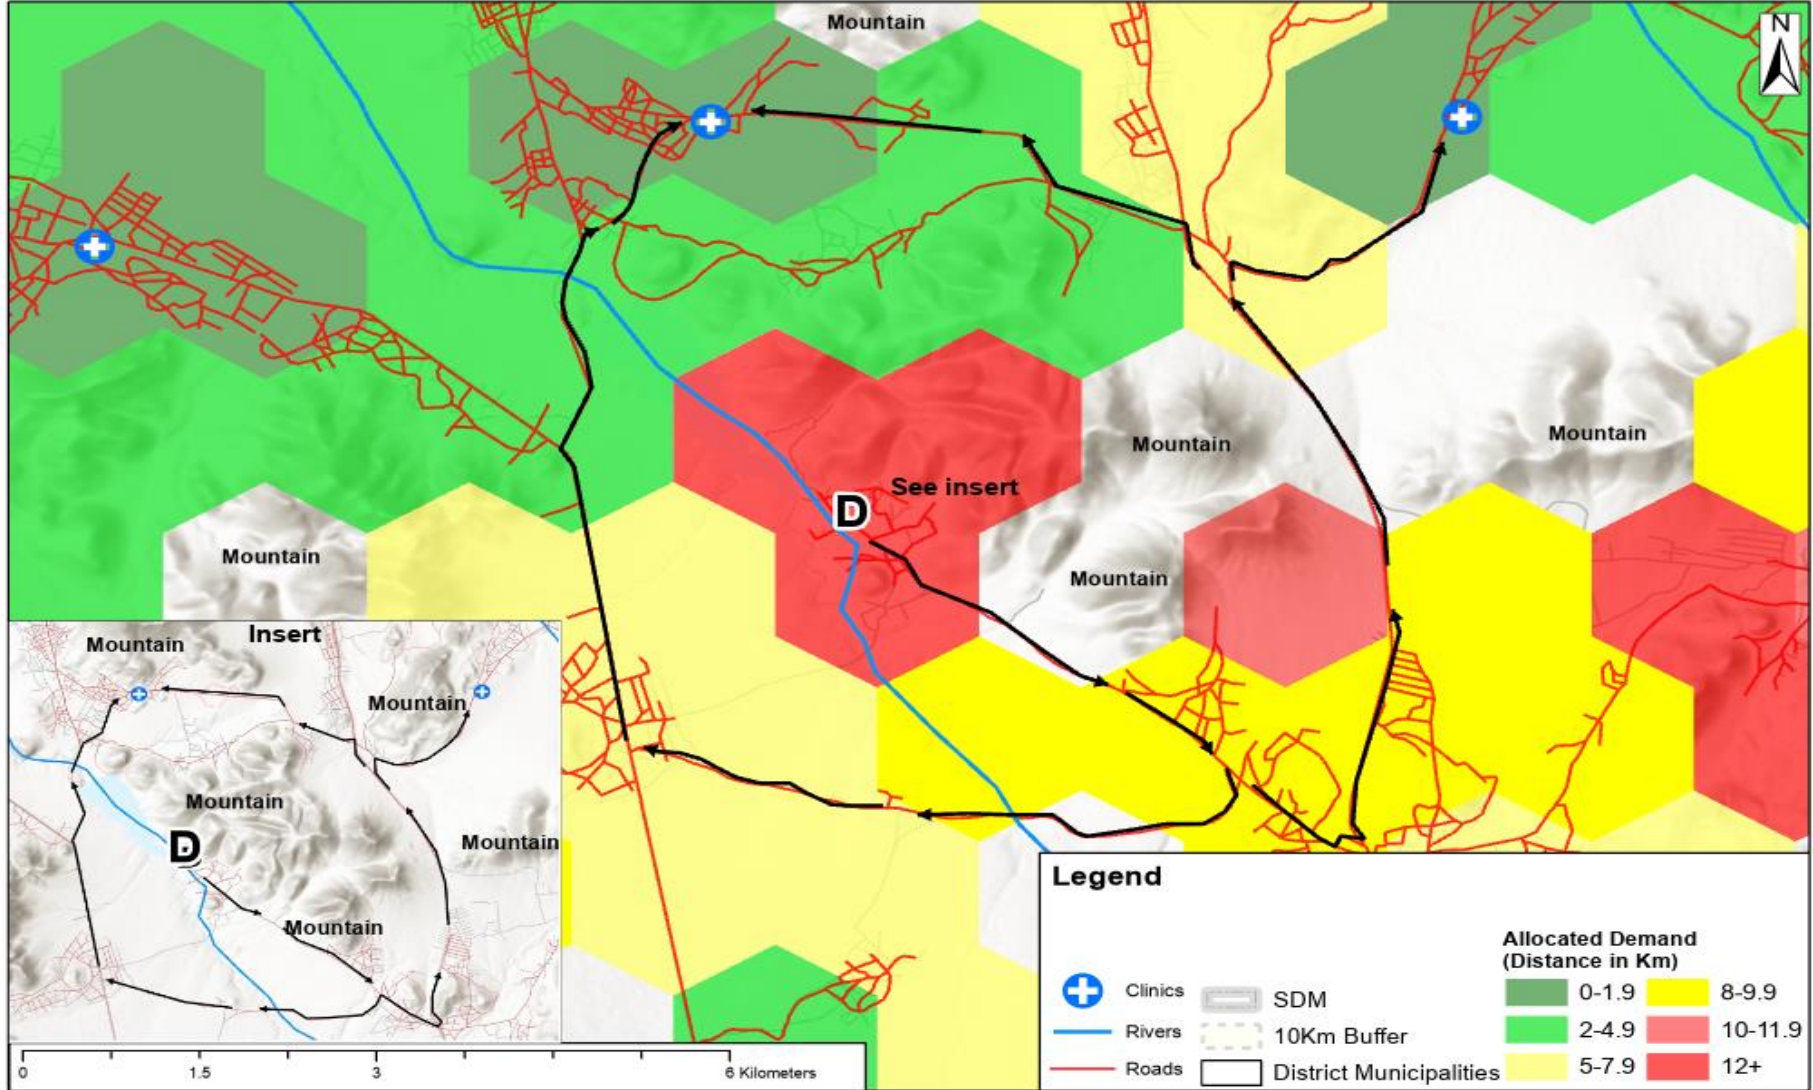 Mountain
N
Mountain
Mountain
See insert
D
Mountain
Mountain
Insert
Mountain
Mountain
Mountain
Mountain
D
Mountain
0 1.5 3 6 Kilometers
Legend
Clinics
Rivers
Roads
SDM
10Km Buffer
District Municipalities
Allocated Demand
(Distance in Km)
0-1.9
2-4.9
5-7.9
8-9.9
10-11.9
12+